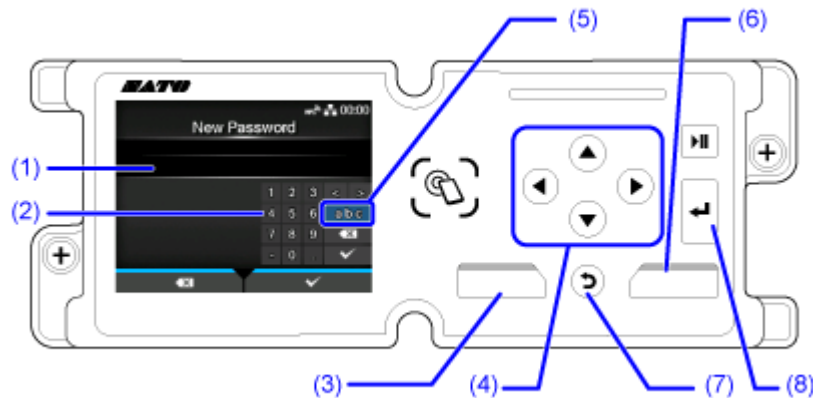 (5)
(6)
SATO
00:00
New Password
(1)
1 2 3 < >
(2)
4 5 6 abc
7 8 9
- 0 .
(3)
(4)
(7)
(8)